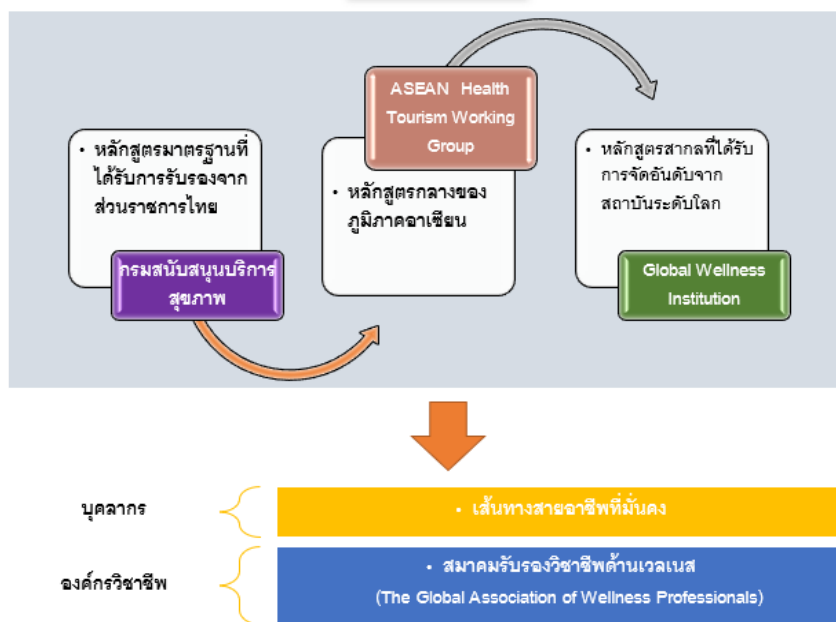 • หลักสูตรมาตรฐานที่
ได้รับการรับรองจาก
ส่วนราชการไทย
กรมสนับสนุนบริการ
สุขภาพ
ASEAN Health
Tourism Working
Group
• หลักสูตรกลางของ
ภูมิภาคอาเซียน
• หลักสูตรสากลที่ได้รับ
การจัดอันดับจาก
สถาบันระดับโลก
Global Wellness
Institution
บุคลากร
• เส้นทางสายอาชีพที่มั่นคง
องค์กรวิชาชีพ
• สมาคมรับรองวิชาชีพด้านเวลเนส
(The Global Association of Wellness Professionals)